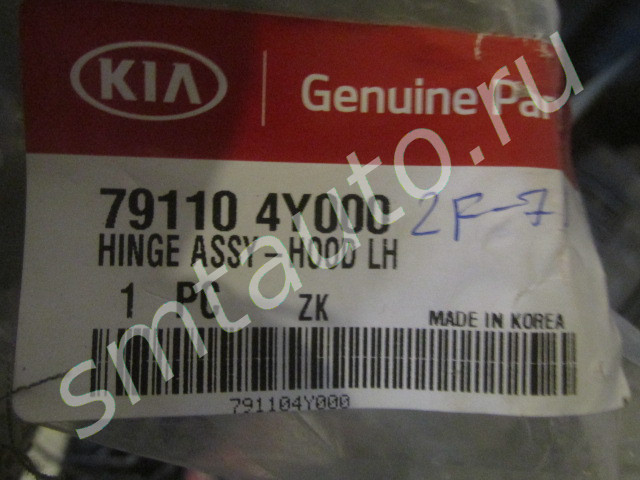 KIA Genuine Par
79110 4Y000 2F-7
HINGE ASSY-HOOD LH
1 PC ZK
MADE IN KOREA
791104Y000
smtauto.ru